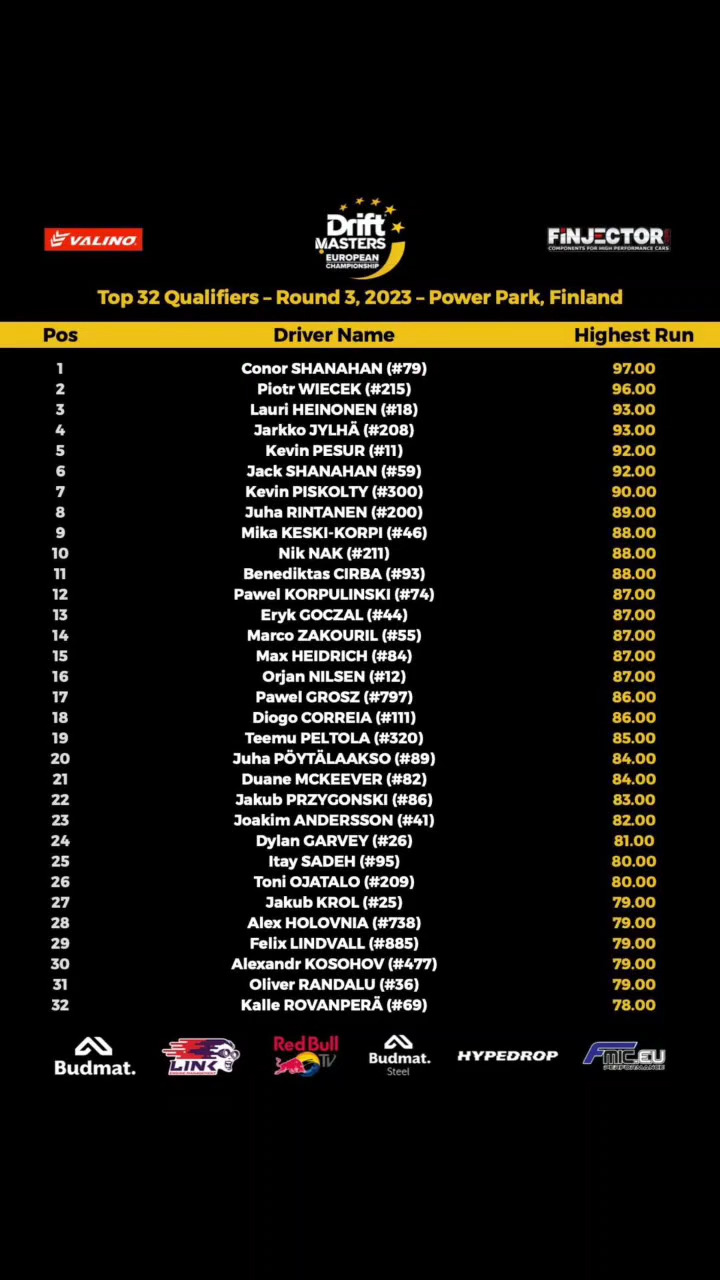 VALINO
Drift MASTERS EUROPEAN CHAMPIONSHIP
FiNJECTOR.COM
COMPONENTS FOR HIGH PERFORMANCE CARS
Top 32 Qualifiers – Round 3, 2023 – Power Park, Finland
Pos Driver Name Highest Run
1 Conor SHANAHAN (#79) 97.00
2 Piotr WIECEK (#215) 96.00
3 Lauri HEINONEN (#18) 93.00
4 Jarkko JYLHÄ (#208) 93.00
5 Kevin PESUR (#11) 92.00
6 Jack SHANAHAN (#59) 92.00
7 Kevin PISKOLTY (#300) 90.00
8 Juha RINTANEN (#200) 89.00
9 Mika KESKI-KORPI (#46) 88.00
10 Nik NAK (#211) 88.00
11 Benediktas CIRBA (#93) 88.00
12 Pawel KORPULINSKI (#74) 87.00
13 Eryk GOCZAL (#44) 87.00
14 Marco ZAKOURIL (#55) 87.00
15 Max HEIDRICH (#84) 87.00
16 Orjan NILSEN (#12) 87.00
17 Pawel GROSZ (#797) 86.00
18 Diogo CORREIA (#111) 86.00
19 Teemu PELTOLA (#320) 85.00
20 Juha PÖYTÄLAAKSO (#89) 84.00
21 Duane MCKEEVER (#82) 84.00
22 Jakub PRZYGONSKI (#86) 83.00
23 Joakim ANDERSSON (#41) 82.00
24 Dylan GARVEY (#26) 81.00
25 Itay SADEH (#95) 80.00
26 Toni OJATALO (#209) 80.00
27 Jakub KROL (#25) 79.00
28 Alex HOLOVNIA (#738) 79.00
29 Felix LINDVALL (#885) 79.00
30 Alexandr KOSOHOV (#477) 79.00
31 Oliver RANDALU (#36) 79.00
32 Kalle ROVANPERÄ (#69) 78.00
Budmat. LINK Red Bull TV Budmat. Steel HYPEDROP FMIC.EU PERFORMANCE